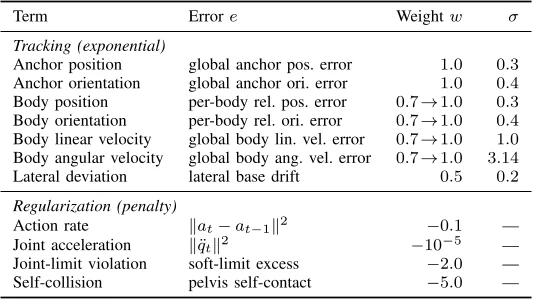 Term Error e Weight w σ
Tracking (exponential)
Anchor position global anchor pos. error 1.0 0.3
Anchor orientation global anchor ori. error 1.0 0.4
Body position per-body rel. pos. error 0.7→1.0 0.3
Body orientation per-body rel. ori. error 0.7→1.0 0.4
Body linear velocity global body lin. vel. error 0.7→1.0 1.0
Body angular velocity global body ang. vel. error 0.7→1.0 3.14
Lateral deviation lateral base drift 0.5 0.2
Regularization (penalty)
Action rate ‖aₜ − aₜ₋₁‖² −0.1 —
Joint acceleration ‖q̈ₜ‖² −10⁻⁵ —
Joint-limit violation soft-limit excess −2.0 —
Self-collision pelvis self-contact −5.0 —